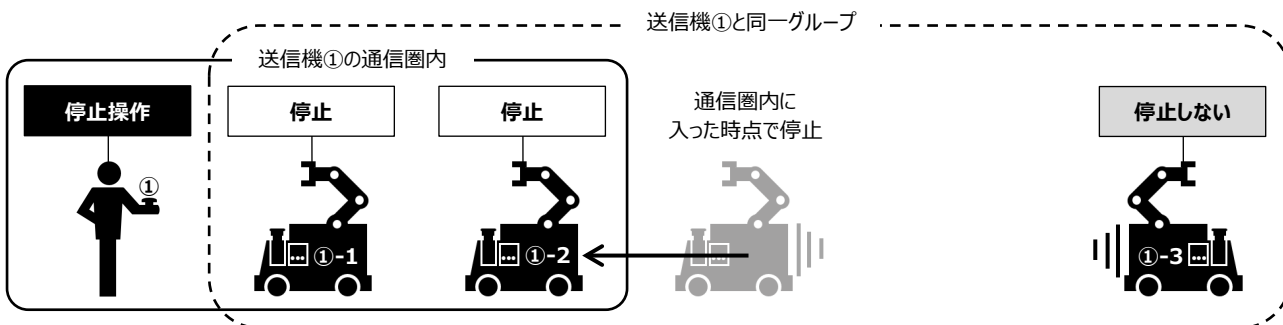 送信機①と同一グループ
送信機①の通信圏内
停止操作
停止
停止
通信圏内に
入った時点で停止
停止しない
①
①-1
①-2
①-3